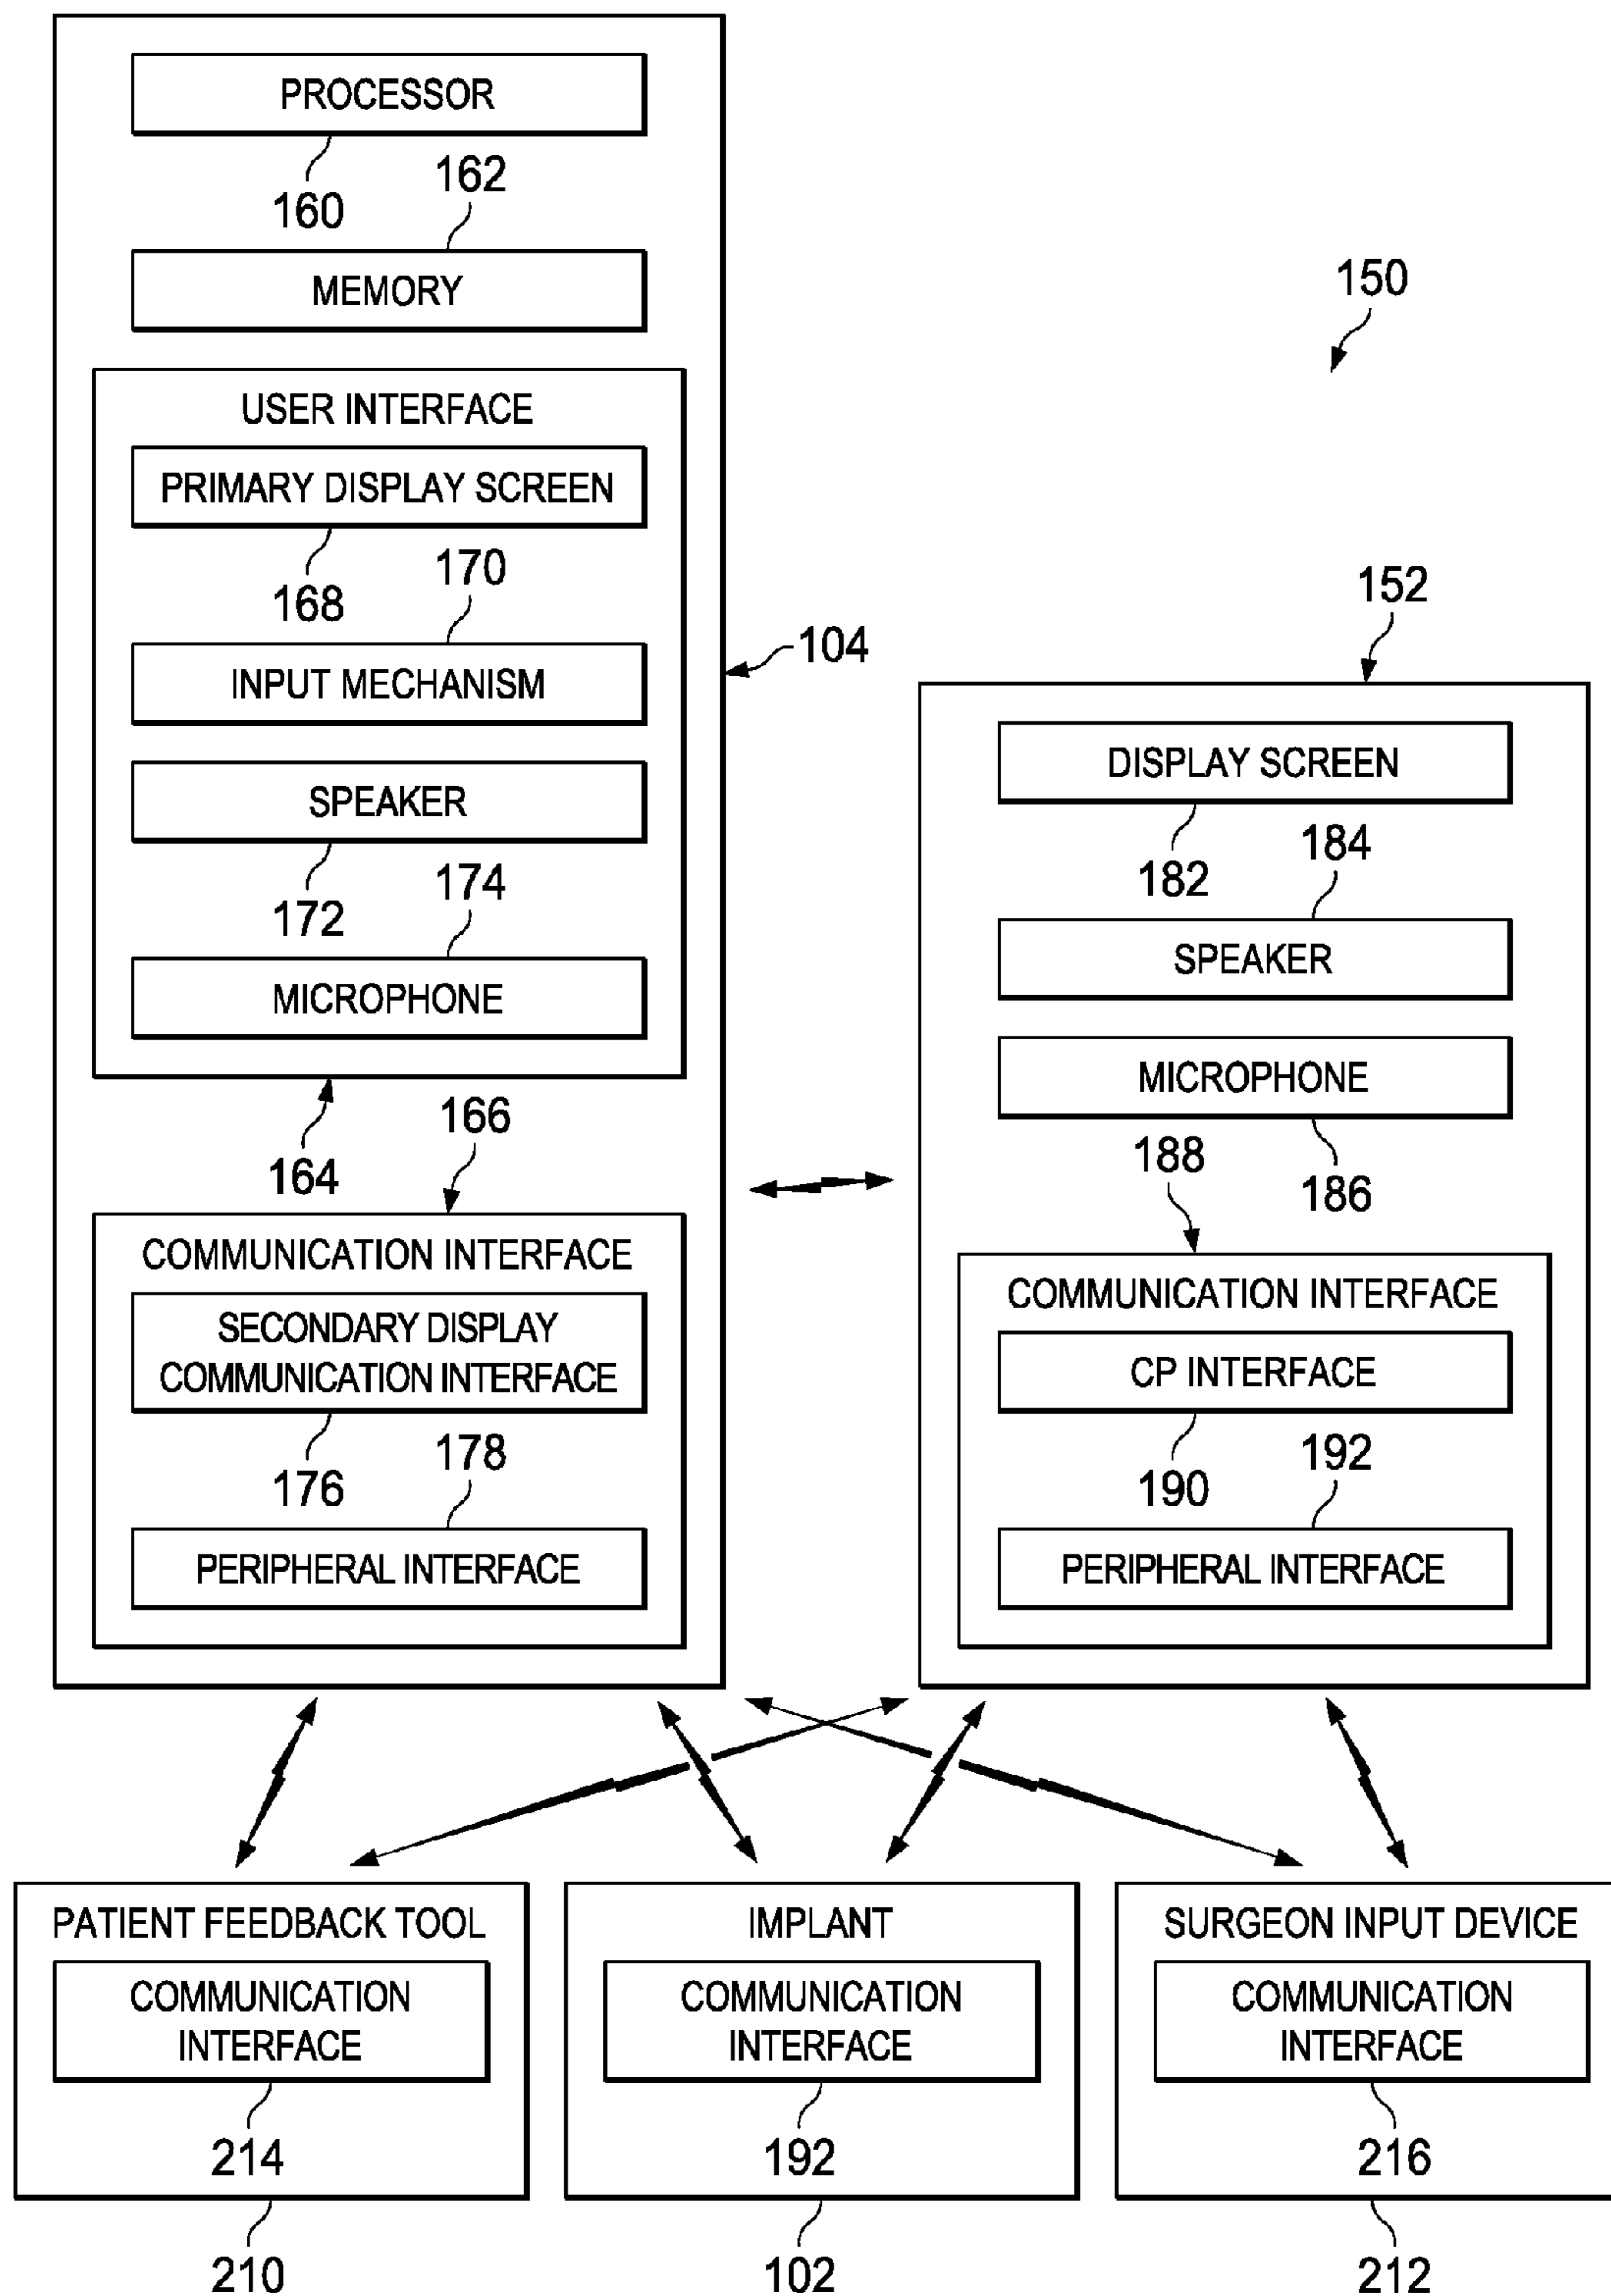 PROCESSOR
160
162
MEMORY
USER INTERFACE
PRIMARY DISPLAY SCREEN
168
170
INPUT MECHANISM
SPEAKER
172
174
MICROPHONE
164
166
COMMUNICATION INTERFACE
SECONDARY DISPLAY
COMMUNICATION INTERFACE
176
178
PERIPHERAL INTERFACE
104
150
152
DISPLAY SCREEN
182
184
SPEAKER
MICROPHONE
186
188
COMMUNICATION INTERFACE
CP INTERFACE
190
192
PERIPHERAL INTERFACE
PATIENT FEEDBACK TOOL
COMMUNICATION
INTERFACE
214
210
IMPLANT
COMMUNICATION
INTERFACE
192
102
SURGEON INPUT DEVICE
COMMUNICATION
INTERFACE
216
212